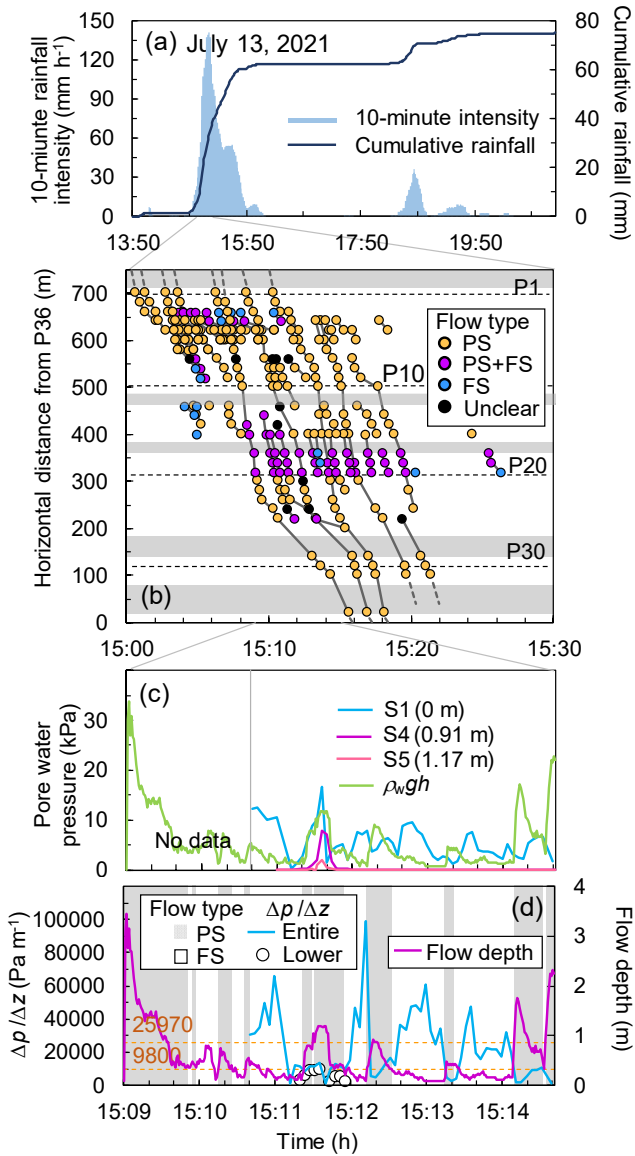 (a) July 13, 2021
10-miunte rainfall
intensity (mm h⁻¹)
150
120
90
60
30
0
10-minute intensity
Cumulative rainfall
80
60
40
20
0
Cumulative rainfall (mm)
13:50 15:50 17:50 19:50
Horizontal distance from P36 (m)
700
600
500
400
300
200
100
0
P1
Flow type
PS
PS+FS
FS
Unclear
P10
P20
P30
(b)
15:00 15:10 15:20 15:30
(c)
Pore water
pressure (kPa)
30
20
10
0
No data
S1 (0 m)
S4 (0.91 m)
S5 (1.17 m)
ρwgh
(d)
Δp /Δz (Pa m⁻¹)
100000
80000
60000
40000
20000
0
Flow type Δp /Δz
PS Entire
FS Lower
Flow depth
25970
9800
4
3
2
1
0
Flow depth (m)
15:09 15:10 15:11 15:12 15:13 15:14
Time (h)